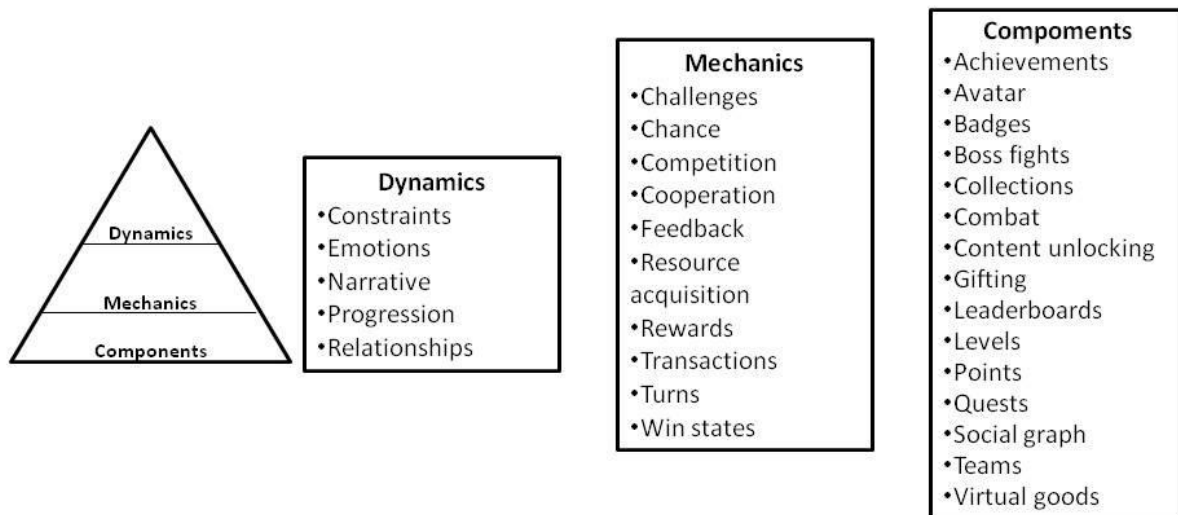 Dynamics
Mechanics
Components
Dynamics
•Constraints
•Emotions
•Narrative
•Progression
•Relationships
Mechanics
•Challenges
•Chance
•Competition
•Cooperation
•Feedback
•Resource
acquisition
•Rewards
•Transactions
•Turns
•Win states
Compoments
•Achievements
•Avatar
•Badges
•Boss fights
•Collections
•Combat
•Content unlocking
•Gifting
•Leaderboards
•Levels
•Points
•Quests
•Social graph
•Teams
•Virtual goods